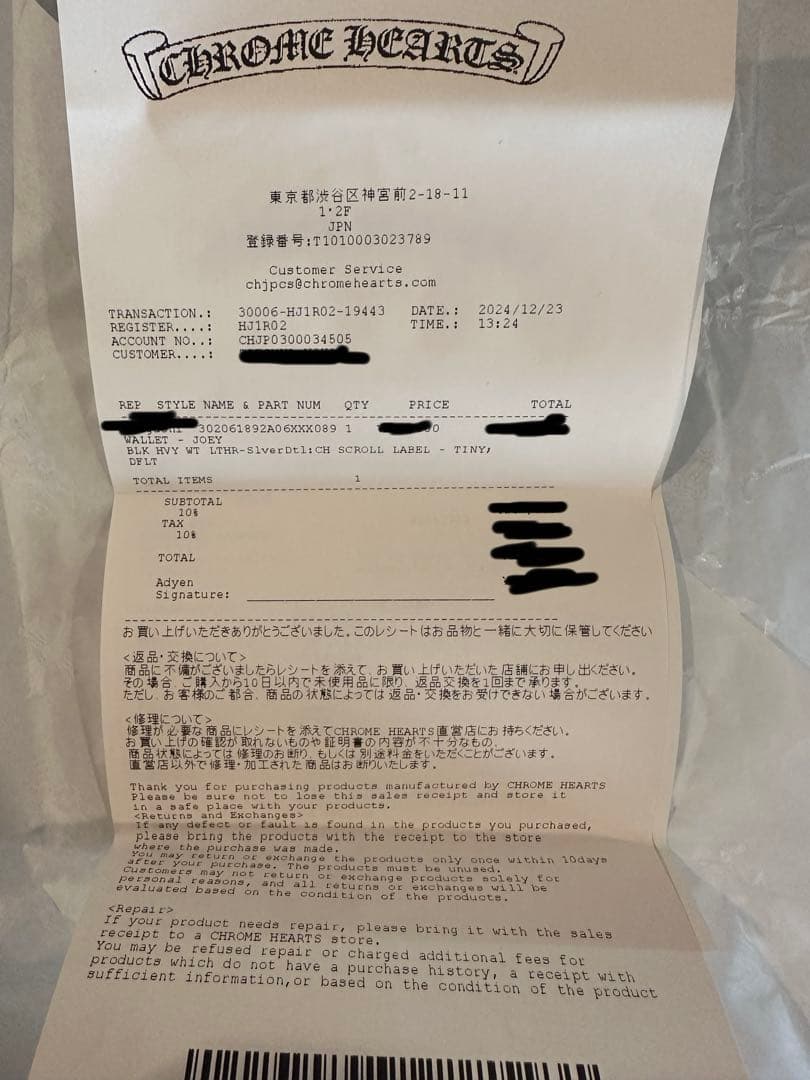 CHROME HEARTS
東京都渋谷区神宮前2-18-11
1・2F
JPN
登録番号:T1010003023789
Customer Service
chjpcs@chromehearts.com
TRANSACTION.: 30006-HJ1R02-19443 DATE.: 2024/12/23
REGISTER....: HJ1R02 TIME.: 13:24
ACCOUNT NO..: CHJP0300034505
CUSTOMER....:
REP STYLE NAME & PART NUM QTY PRICE TOTAL
302061892A06XXX089 1
WALLET - JOEY
BLK HVY WT LTHR-SlverDtl:CH SCROLL LABEL - TINY,
DFLT
TOTAL ITEMS 1
SUBTOTAL
10%
TAX
10%
TOTAL
Adyen
Signature:
お買い上げいただきありがとうございました。このレシートはお品物と一緒に大切に保管してください
<返品・交換について>
商品に不備がございましたらレシートを添えて、お買い上げいただいた店舗にお申し出ください。
その場合、ご購入から10日以内で未使用品に限り、返品交換を1回まで承ります。
ただし、お客様のご都合、商品の状態によっては返品・交換をお受けできない場合がございます。
<修理について>
修理が必要な商品にレシートを添えてCHROME HEARTS直営店にお持ちください。
お買い上げの確認が取れないものや証明書の内容が不十分なもの、
商品状態によっては修理のお断り、もしくは別途料金をいただくことがございます。
直営店以外で修理・加工された商品はお断りいたします。
Thank you for purchasing products manufactured by CHROME HEARTS
Please be sure not to lose this sales receipt and store it
in a safe place with your products.
<Returns and Exchanges>
If any defect or fault is found in the products you purchased,
please bring the products with the receipt to the store
where the purchase was made.
You may return or exchange the products only once within 10days
after your purchase. The products must be unused.
Customers may not return or exchange products solely for
personal reasons, and all returns or exchanges will be
evaluated based on the condition of the products.
<Repair>
If your product needs repair, please bring it with the sales
receipt to a CHROME HEARTS store.
You may be refused repair or charged additional fees for
products which do not have a purchase history, a receipt with
sufficient information,or based on the condition of the product